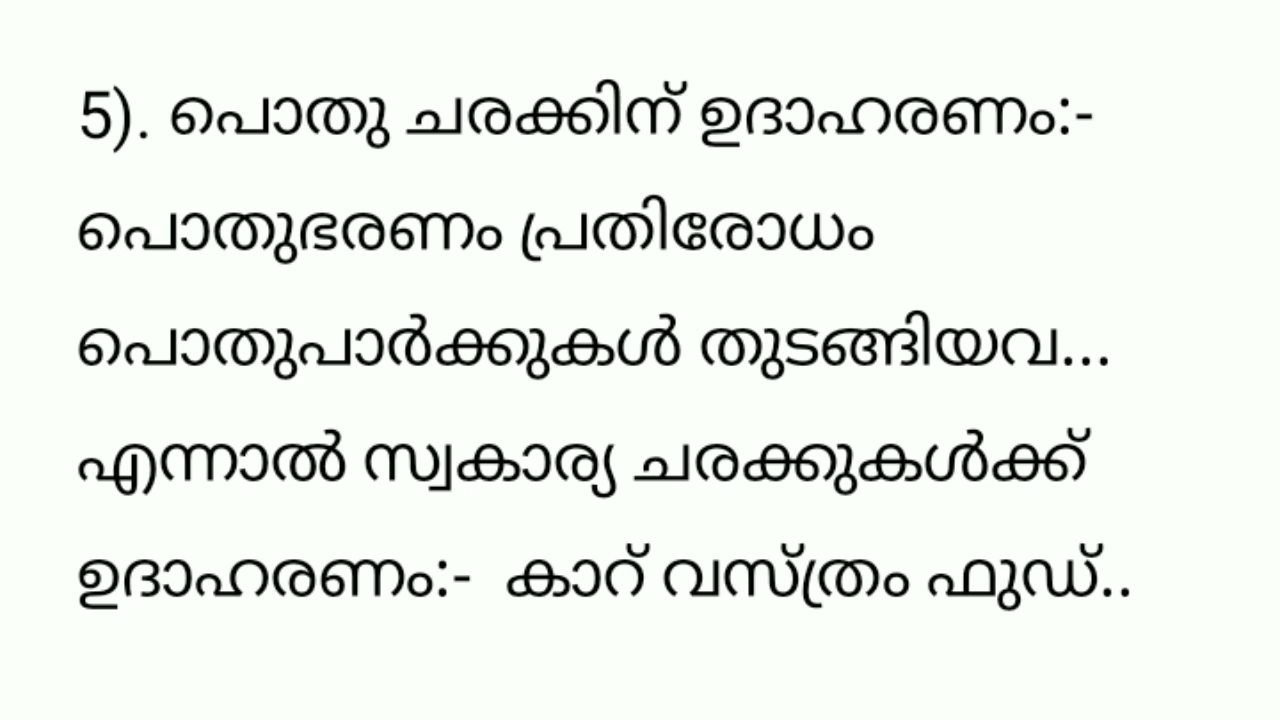 5). പൊതു ചരക്കിന് ഉദാഹരണം:-
പൊതുഭരണം പ്രതിരോധം
പൊതുപാർക്കുകൾ തുടങ്ങിയവ...
എന്നാൽ സ്വകാര്യ ചരക്കുകൾക്ക്
ഉദാഹരണം:-  കാറ് വസ്ത്രം ഫുഡ്..